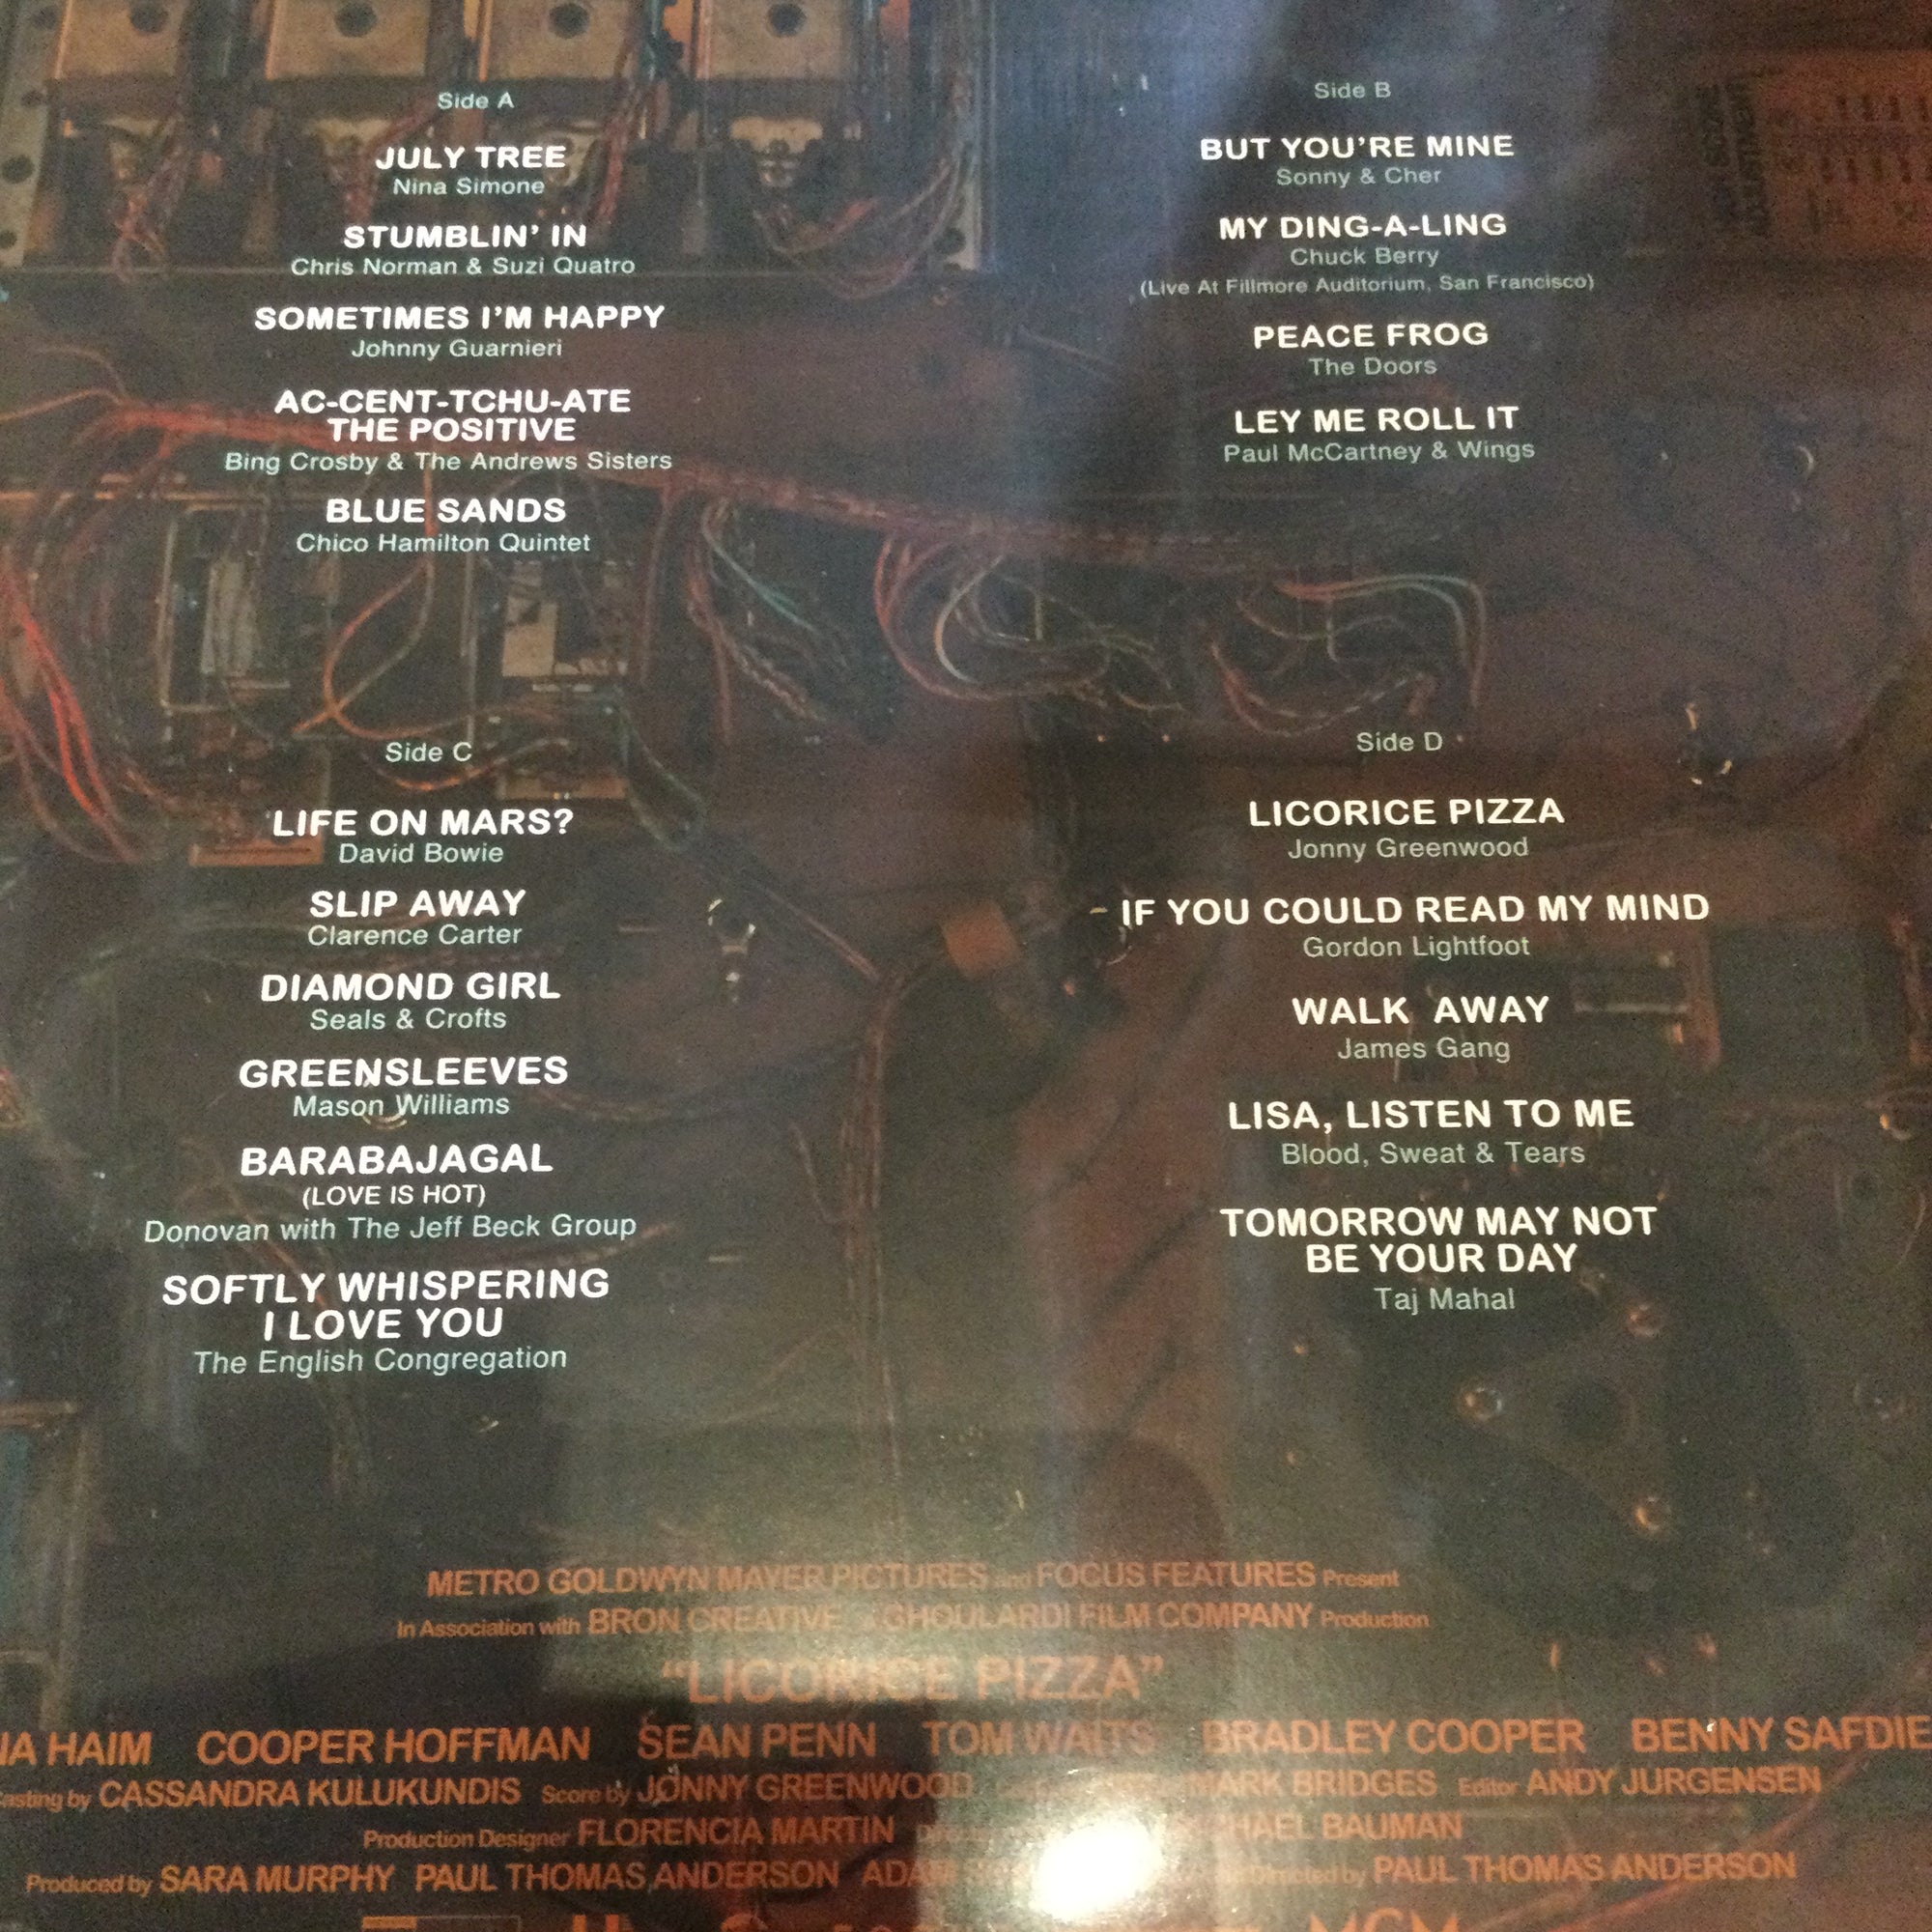 Side A
JULY TREE
Nina Simone
STUMBLIN' IN
Chris Norman & Suzi Quatro
SOMETIMES I'M HAPPY
Johnny Guarnieri
AC-CENT-TCHU-ATE
THE POSITIVE
Bing Crosby & The Andrews Sisters
BLUE SANDS
Chico Hamilton Quintet
Side B
BUT YOU'RE MINE
Sonny & Cher
MY DING-A-LING
Chuck Berry
(Live At Fillmore Auditorium, San Francisco)
PEACE FROG
The Doors
LEY ME ROLL IT
Paul McCartney & Wings
Side C
LIFE ON MARS?
David Bowie
SLIP AWAY
Clarence Carter
DIAMOND GIRL
Seals & Crofts
GREENSLEEVES
Mason Williams
BARABAJAGAL
(LOVE IS HOT)
Donovan with The Jeff Beck Group
SOFTLY WHISPERING
I LOVE YOU
The English Congregation
Side D
LICORICE PIZZA
Jonny Greenwood
IF YOU COULD READ MY MIND
Gordon Lightfoot
WALK AWAY
James Gang
LISA, LISTEN TO ME
Blood, Sweat & Tears
TOMORROW MAY NOT
BE YOUR DAY
Taj Mahal
METRO GOLDWYN MAYER PICTURES and FOCUS FEATURES Present
In Association with BRON CREATIVE A GHOULARDI FILM COMPANY Production
"LICORICE PIZZA"
HAIM COOPER HOFFMAN SEAN PENN TOM WAITS BRADLEY COOPER BENNY SAFDIE
by CASSANDRA KULUKUNDIS Score by JONNY GREENWOOD MARK BRIDGES Editor ANDY JURGENSEN
Production Designer FLORENCIA MARTIN BAUMAN
Produced by SARA MURPHY PAUL THOMAS ANDERSON Directed by PAUL THOMAS ANDERSON
MGM